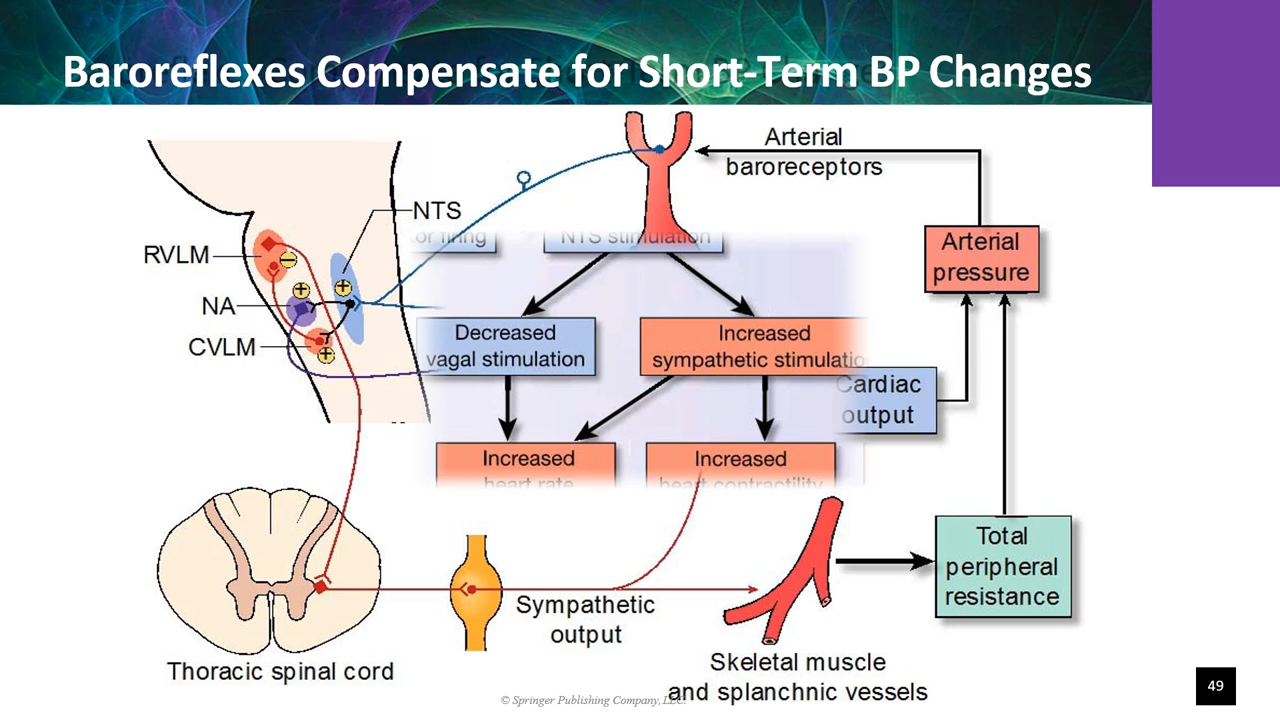 Baroreflexes Compensate for Short-Term BP Changes
Arterial
baroreceptors
NTS
firing
NTS stimulation
RVLM
NA
CVLM
Arterial
pressure
Decreased
vagal stimulation
Increased
sympathetic stimulatio
Cardiac
output
Increased
heart rate
Increased
heart contractility
Total
peripheral
resistance
Sympathetic
output
Thoracic spinal cord
Skeletal muscle
and splanchnic vessels
© Springer Publishing Company, LLC.
49